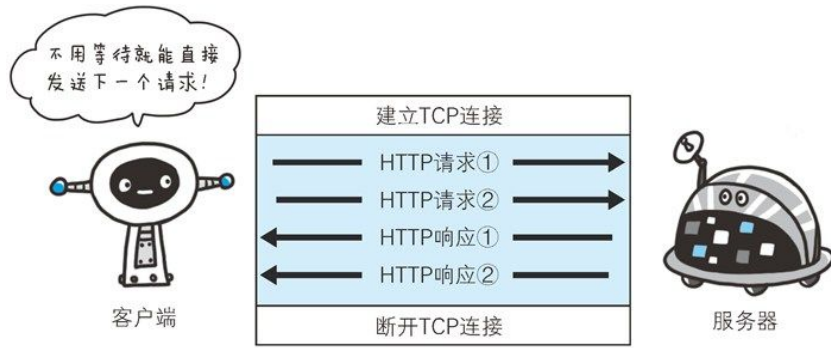 不用等待就能直接
发送下一个请求!
建立TCP连接
HTTP请求①
HTTP请求②
HTTP响应①
HTTP响应②
断开TCP连接
客户端
服务器